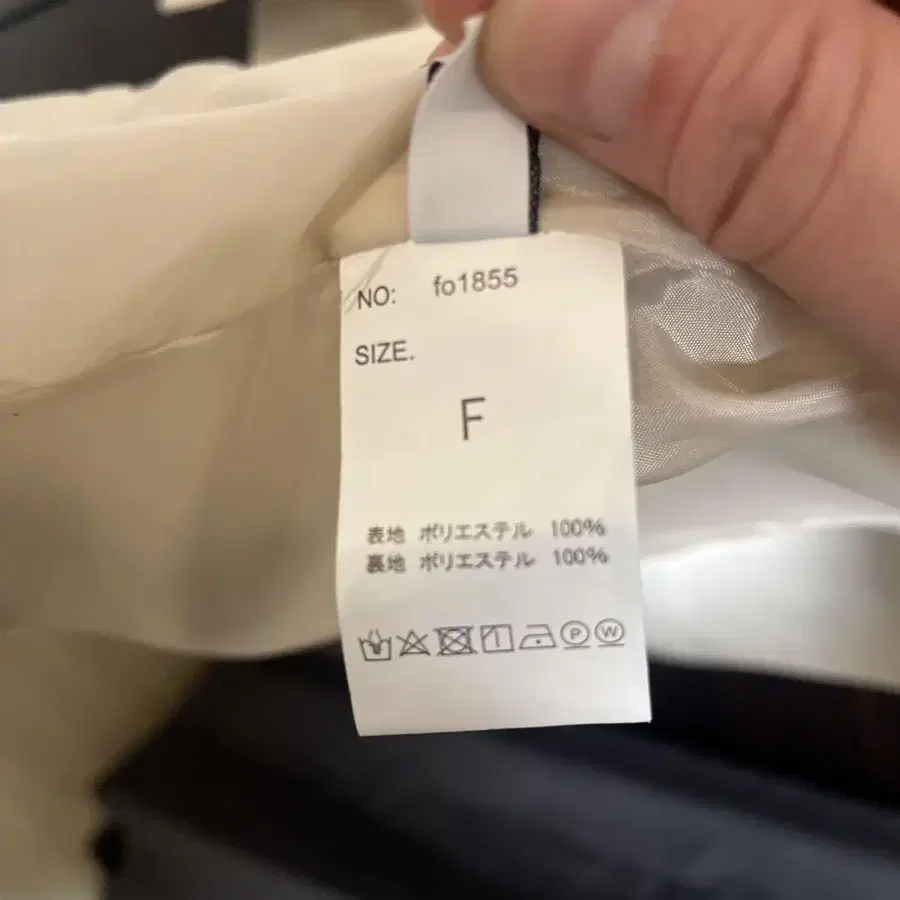 NO: fo1855
SIZE.
F
表地 ポリエステル 100%
裏地 ポリエステル 100%
P W